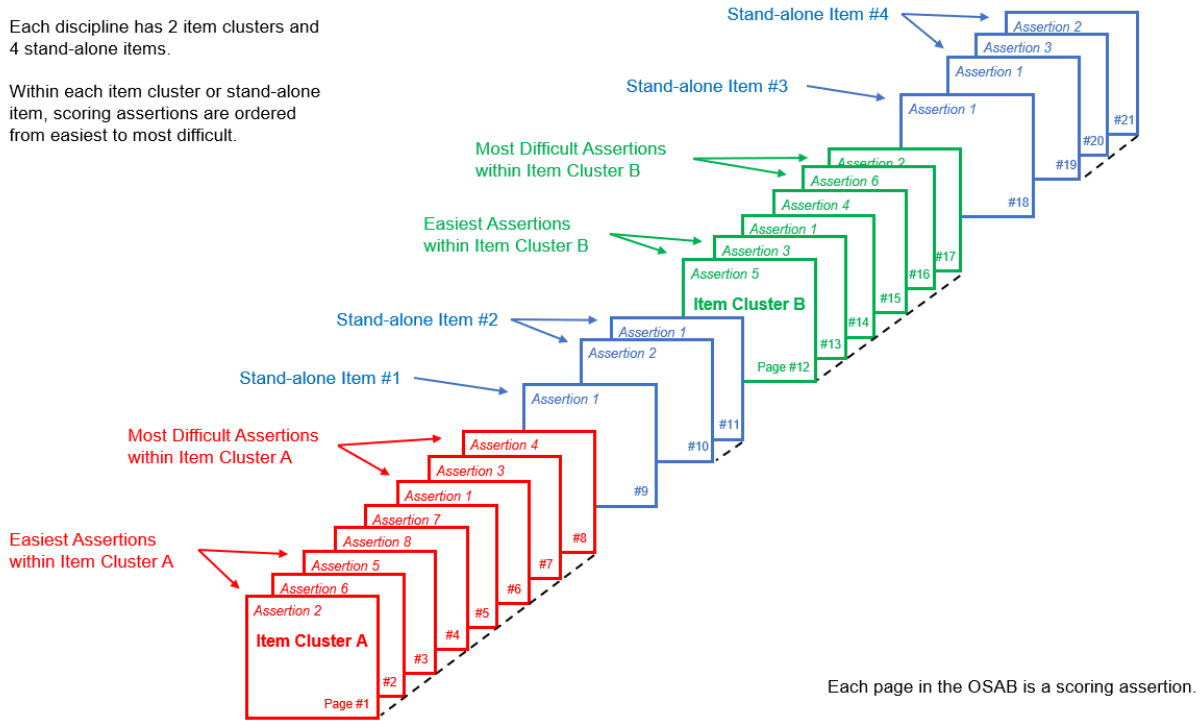 Each discipline has 2 item clusters and
4 stand-alone items.
Within each item cluster or stand-alone
item, scoring assertions are ordered
from easiest to most difficult.
Stand-alone Item #4
Assertion 2
#21
Assertion 3
#20
Assertion 1
#19
Stand-alone Item #3
Assertion 1
#18
Most Difficult Assertions
within Item Cluster B
Assertion 2
#17
Assertion 6
#16
Assertion 4
#15
Easiest Assertions
within Item Cluster B
Assertion 1
#14
Assertion 3
#13
Assertion 5
Item Cluster B
Page #12
Stand-alone Item #2
Assertion 1
#11
Assertion 2
#10
Stand-alone Item #1
Assertion 1
#9
Most Difficult Assertions
within Item Cluster A
Assertion 4
#8
Assertion 3
#7
Assertion 1
#6
Assertion 7
#5
Easiest Assertions
within Item Cluster A
Assertion 8
#4
Assertion 5
#3
Assertion 6
#2
Assertion 2
Item Cluster A
Page #1
Each page in the OSAB is a scoring assertion.